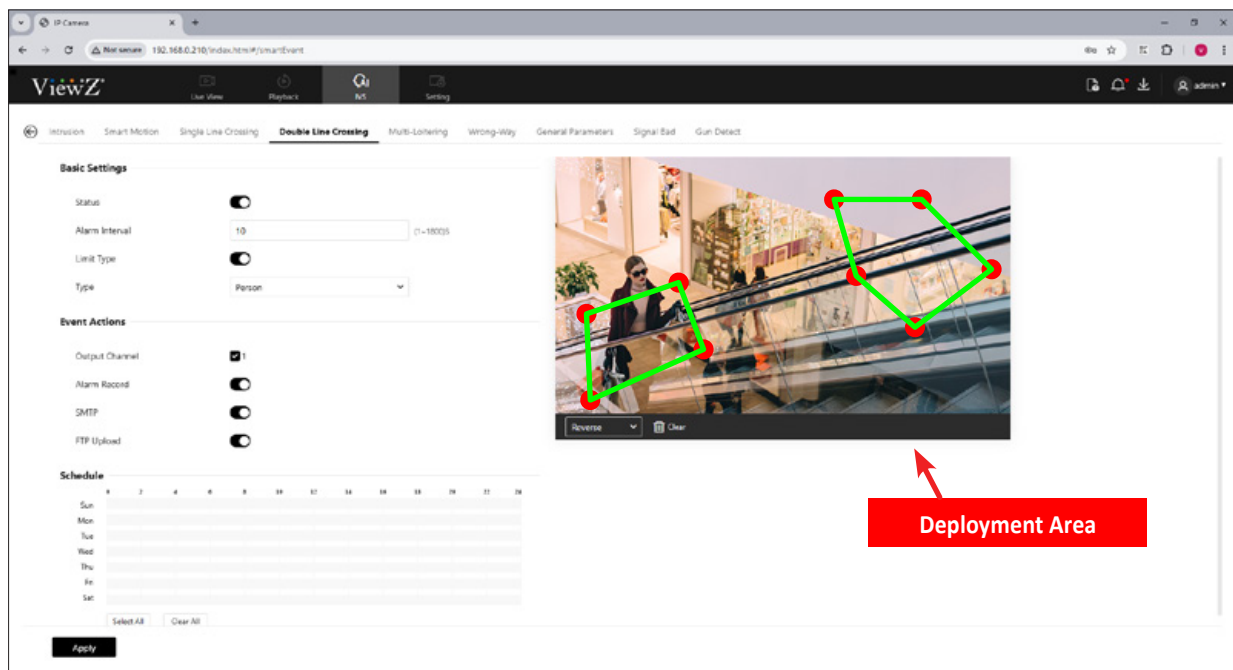 IP Camera
Not secure 192.168.0.210/index.html#/smartEvent
ViewZ
Live View Playback IVS Setting
admin
Intrusion Smart Motion Single Line Crossing Double Line Crossing Multi-Loitering Wrong-Way General Parameters Signal Bad Gun Detect
Basic Settings
Status
Alarm Interval 10 [1~1800]S
Limit Type
Type Person
Event Actions
Output Channel 1
Alarm Record
SMTP
FTP Upload
Reverse Clear
Deployment Area
Schedule
0 2 4 6 8 10 12 14 16 18 20 22 24
Sun
Mon
Tue
Wed
Thu
Fri
Sat
Select All Clear All
Apply